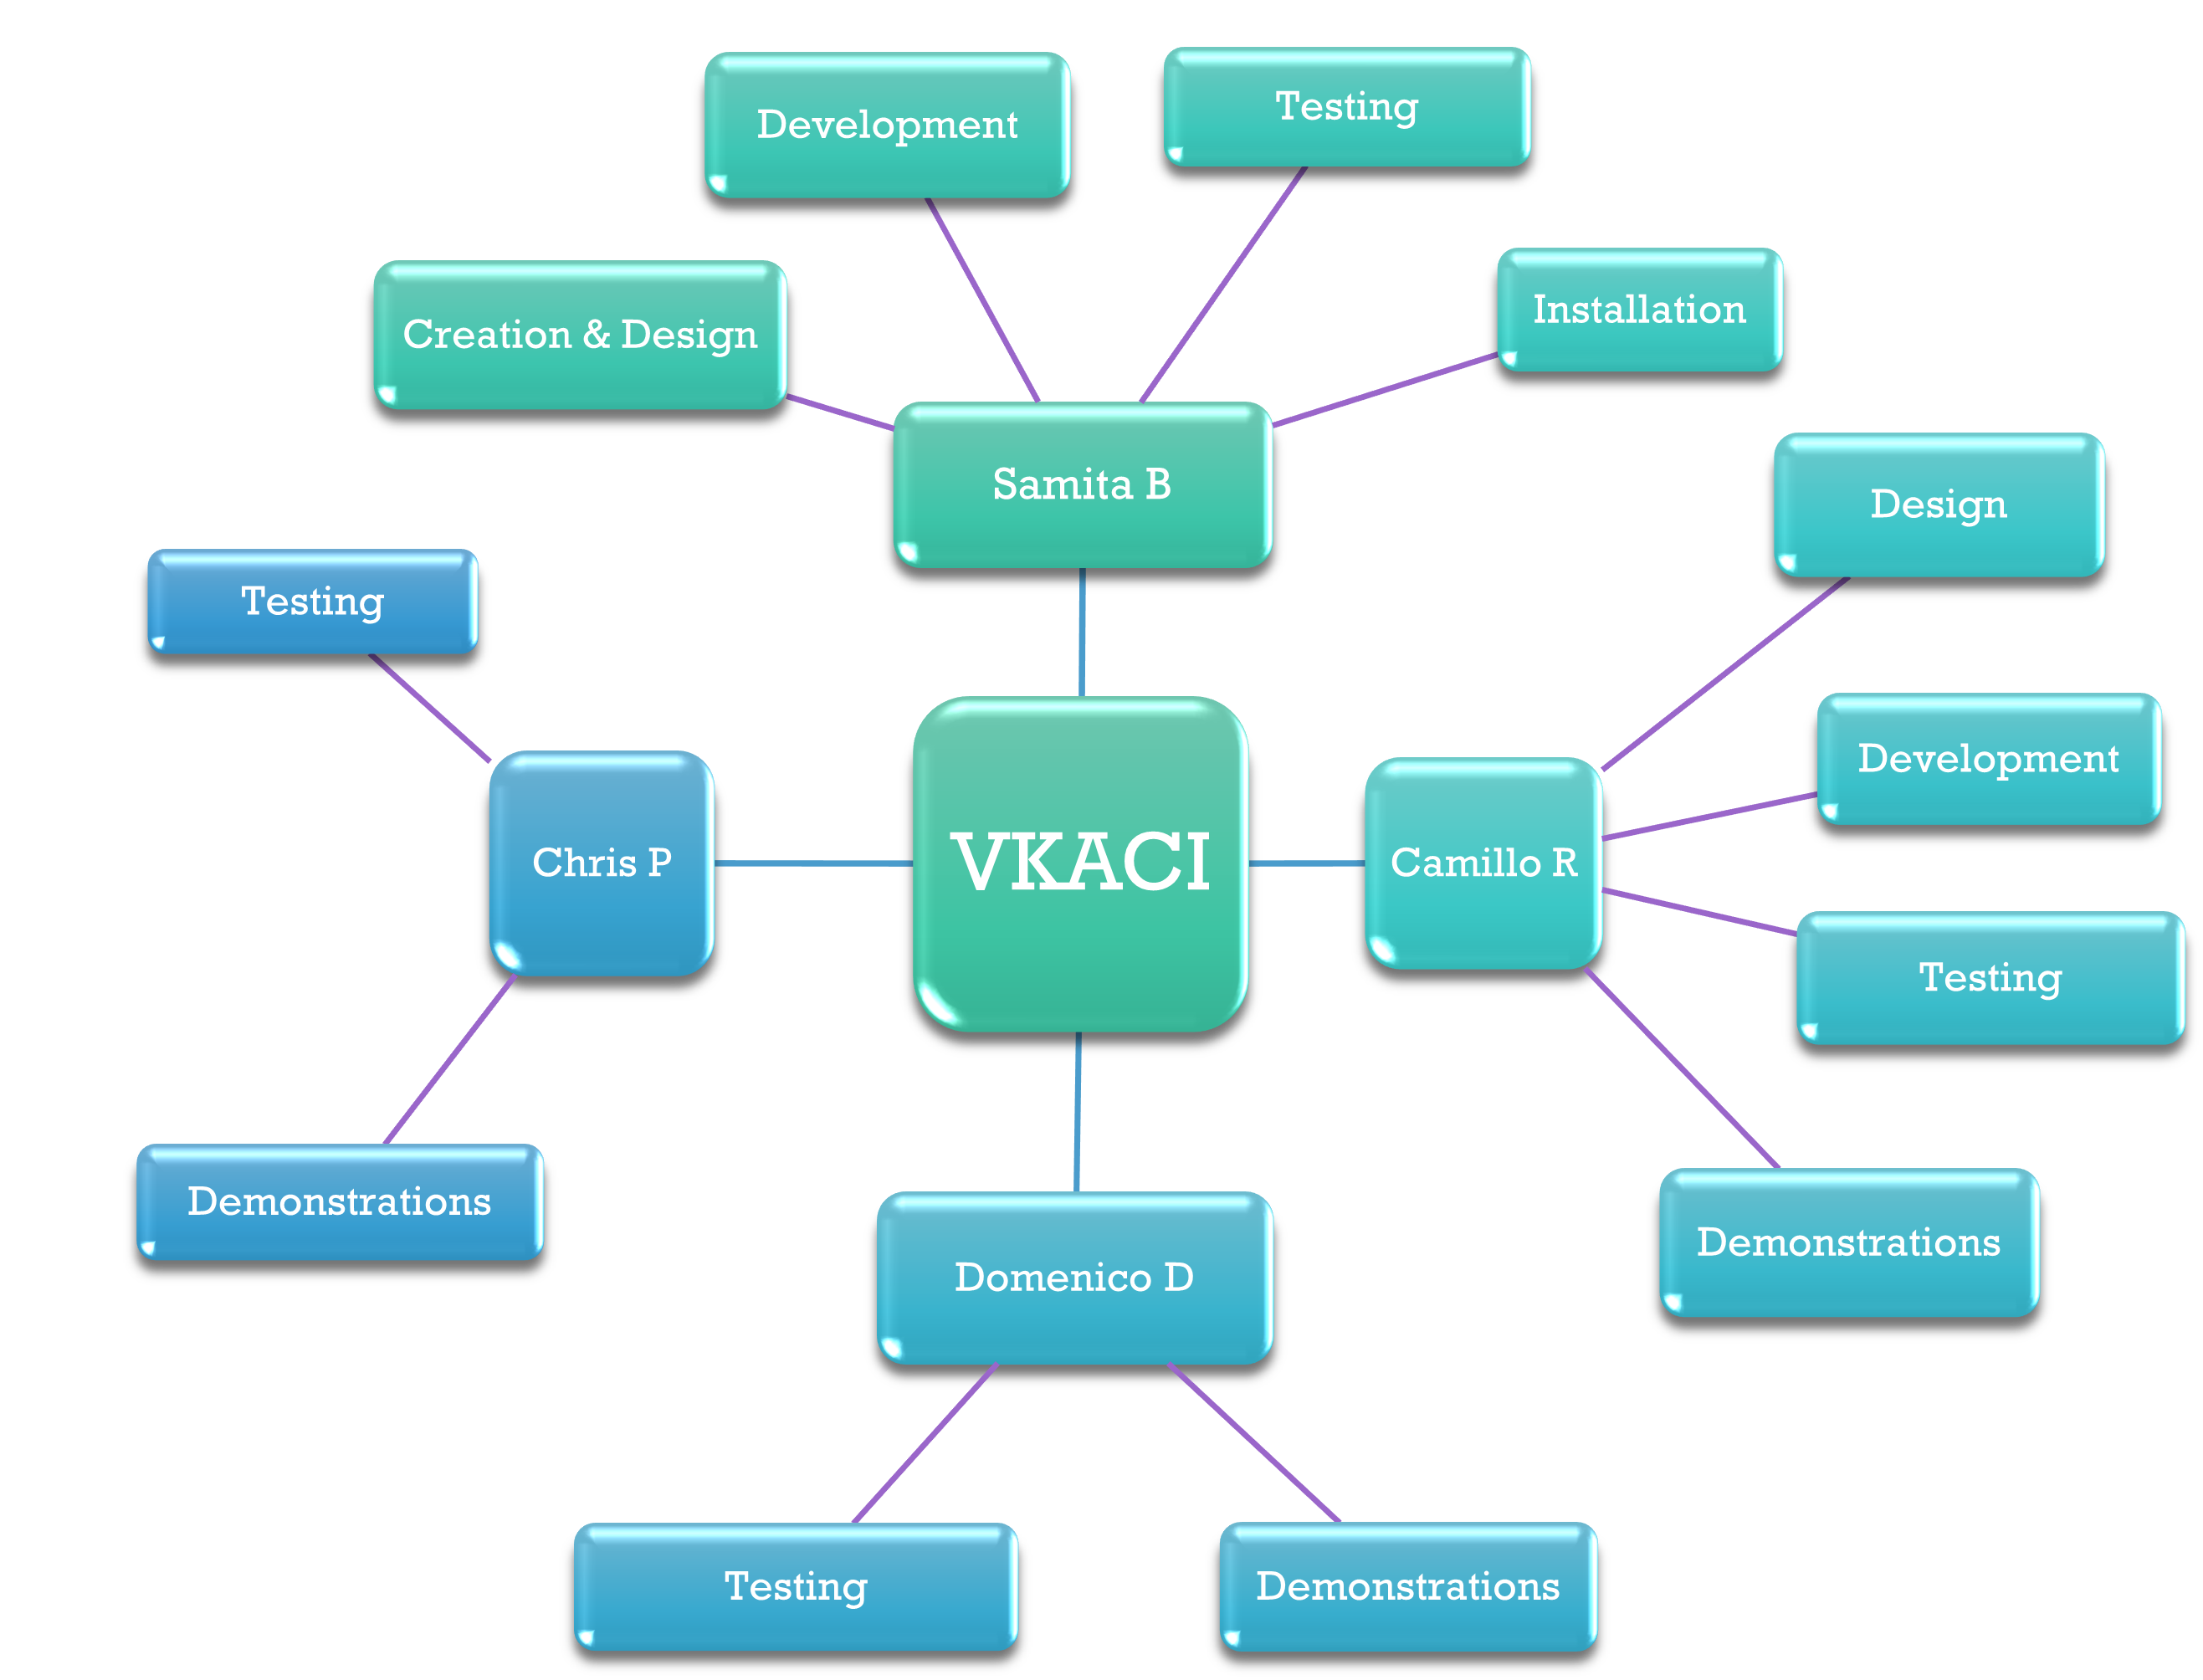 Development
Testing
Creation & Design
Installation
Samita B
Design
Testing
Development
Chris P
VKACI
Camillo R
Testing
Demonstrations
Demonstrations
Domenico D
Testing
Demonstrations